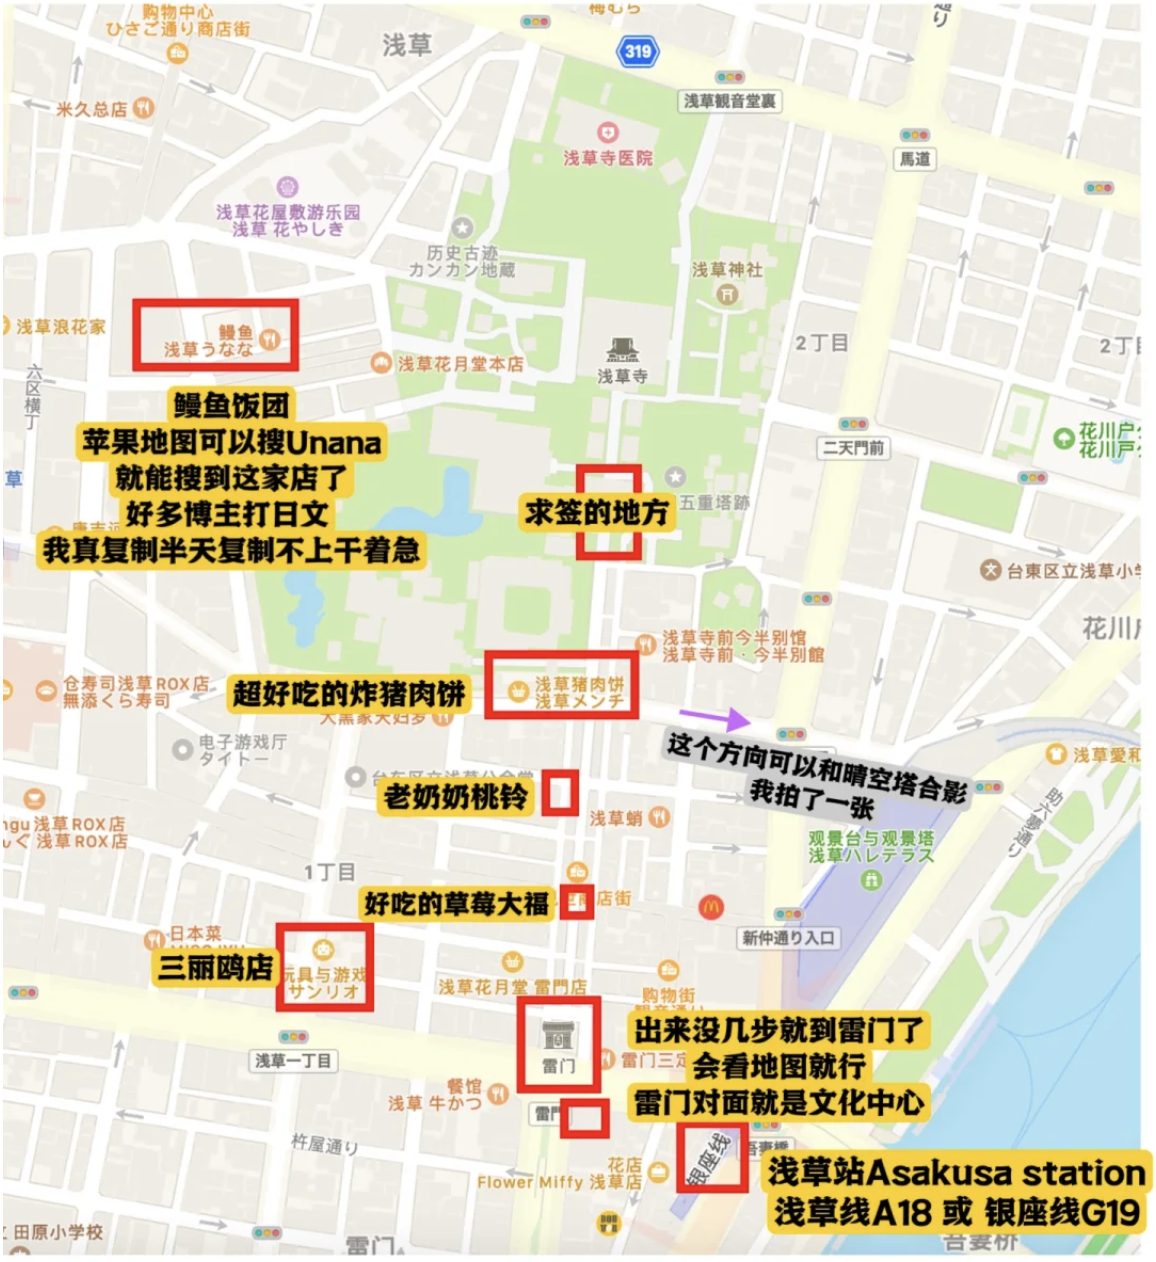 购物中心
ひさご通り商店街
浅草
319
浅草観音堂裏
米久总店
馬道
浅草寺医院
浅草花屋敷游乐园
浅草 花やしき
历史古迹
カンカン地蔵
浅草神社
浅草浪花家
鳗鱼
浅草うなな
浅草花月堂本店
浅草寺
2丁目
六区横丁
鳗鱼饭团
苹果地图可以搜Unana
就能搜到这家店了
好多博主打日文
我真复制半天复制不上干着急
二天門前
花川户
花川戸
草
求签的地方
五重塔跡
台東区立浅草小
花川
浅草寺前今半别馆
浅草寺前・今半別館
仓寿司浅草ROX店
無添くら寿司
超好吃的炸猪肉饼
浅草猪肉饼
浅草メンチ
大黑家天妇罗
这个方向可以和晴空塔合影
我拍了一张
电子游戏厅
タイトー
浅草愛和
老奶奶桃铃
浅草蛸
助六夢通り
ngu浅草ROX店
浅草ROX店
观景台与观景塔
浅草ハレテラス
1丁目
好吃的草莓大福
店街
新仲通り入口
日本菜
三丽鸥店
玩具与游戏
サンリオ
浅草花月堂 雷門店
购物街
出来没几步就到雷门了
会看地图就行
雷门对面就是文化中心
雷门
雷门三定
浅草一丁目
餐馆
浅草 牛かつ
雷門
杵屋通り
银座线
吾妻橋
花店
Flower Miffy 浅草店
浅草站Asakusa station
浅草线A18 或 银座线G19
田原小学校
雷门
吾妻桥